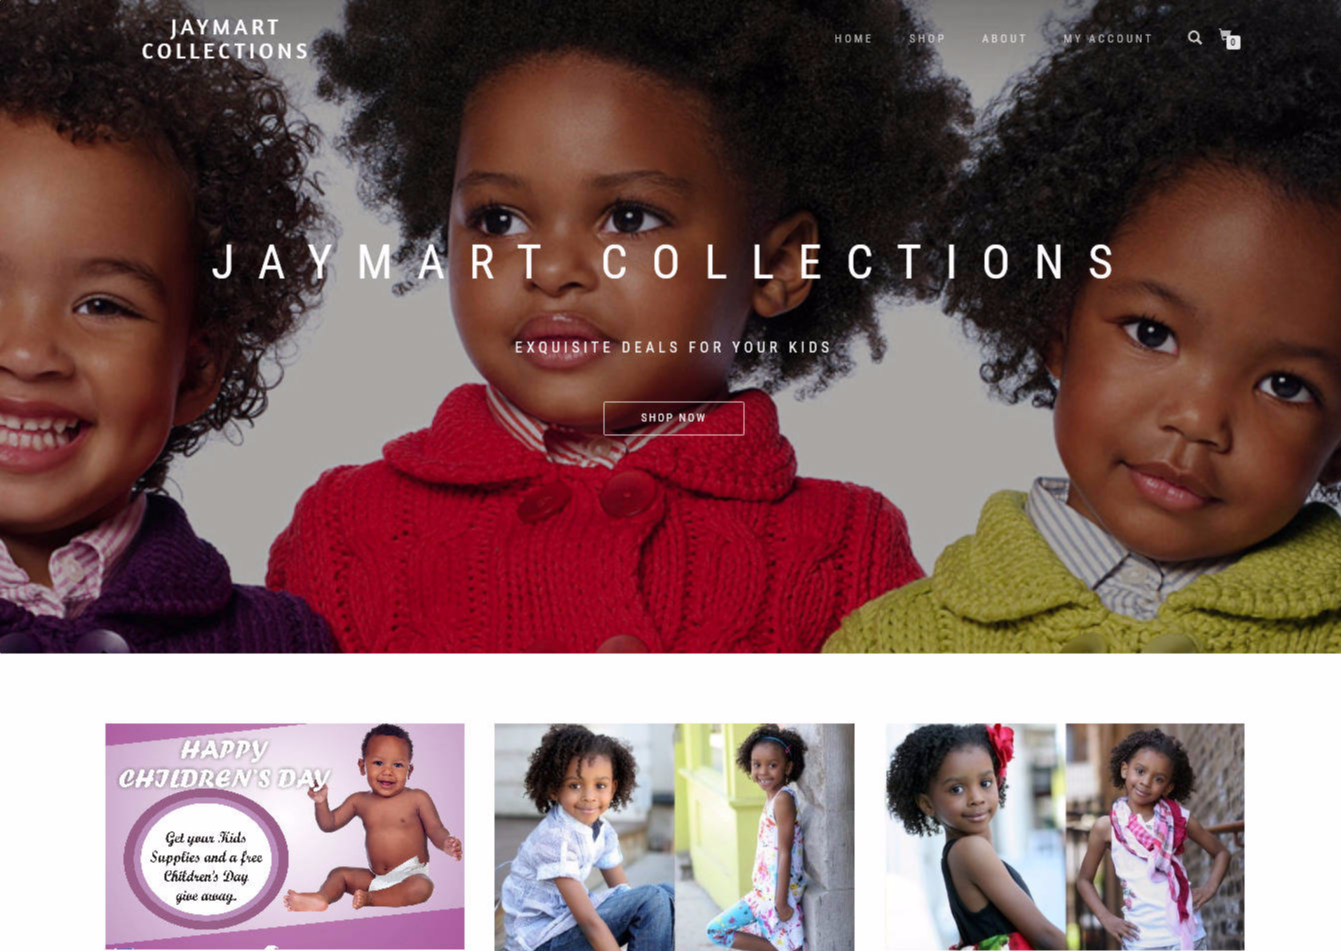 JAYMART
COLLECTIONS
HOME SHOP ABOUT MY ACCOUNT 0
JAYMART COLLECTIONS
EXQUISITE DEALS FOR YOUR KIDS
SHOP NOW
HAPPY
CHILDREN'S DAY
Get your Kids
Supplies and a free
Children's Day
give away.